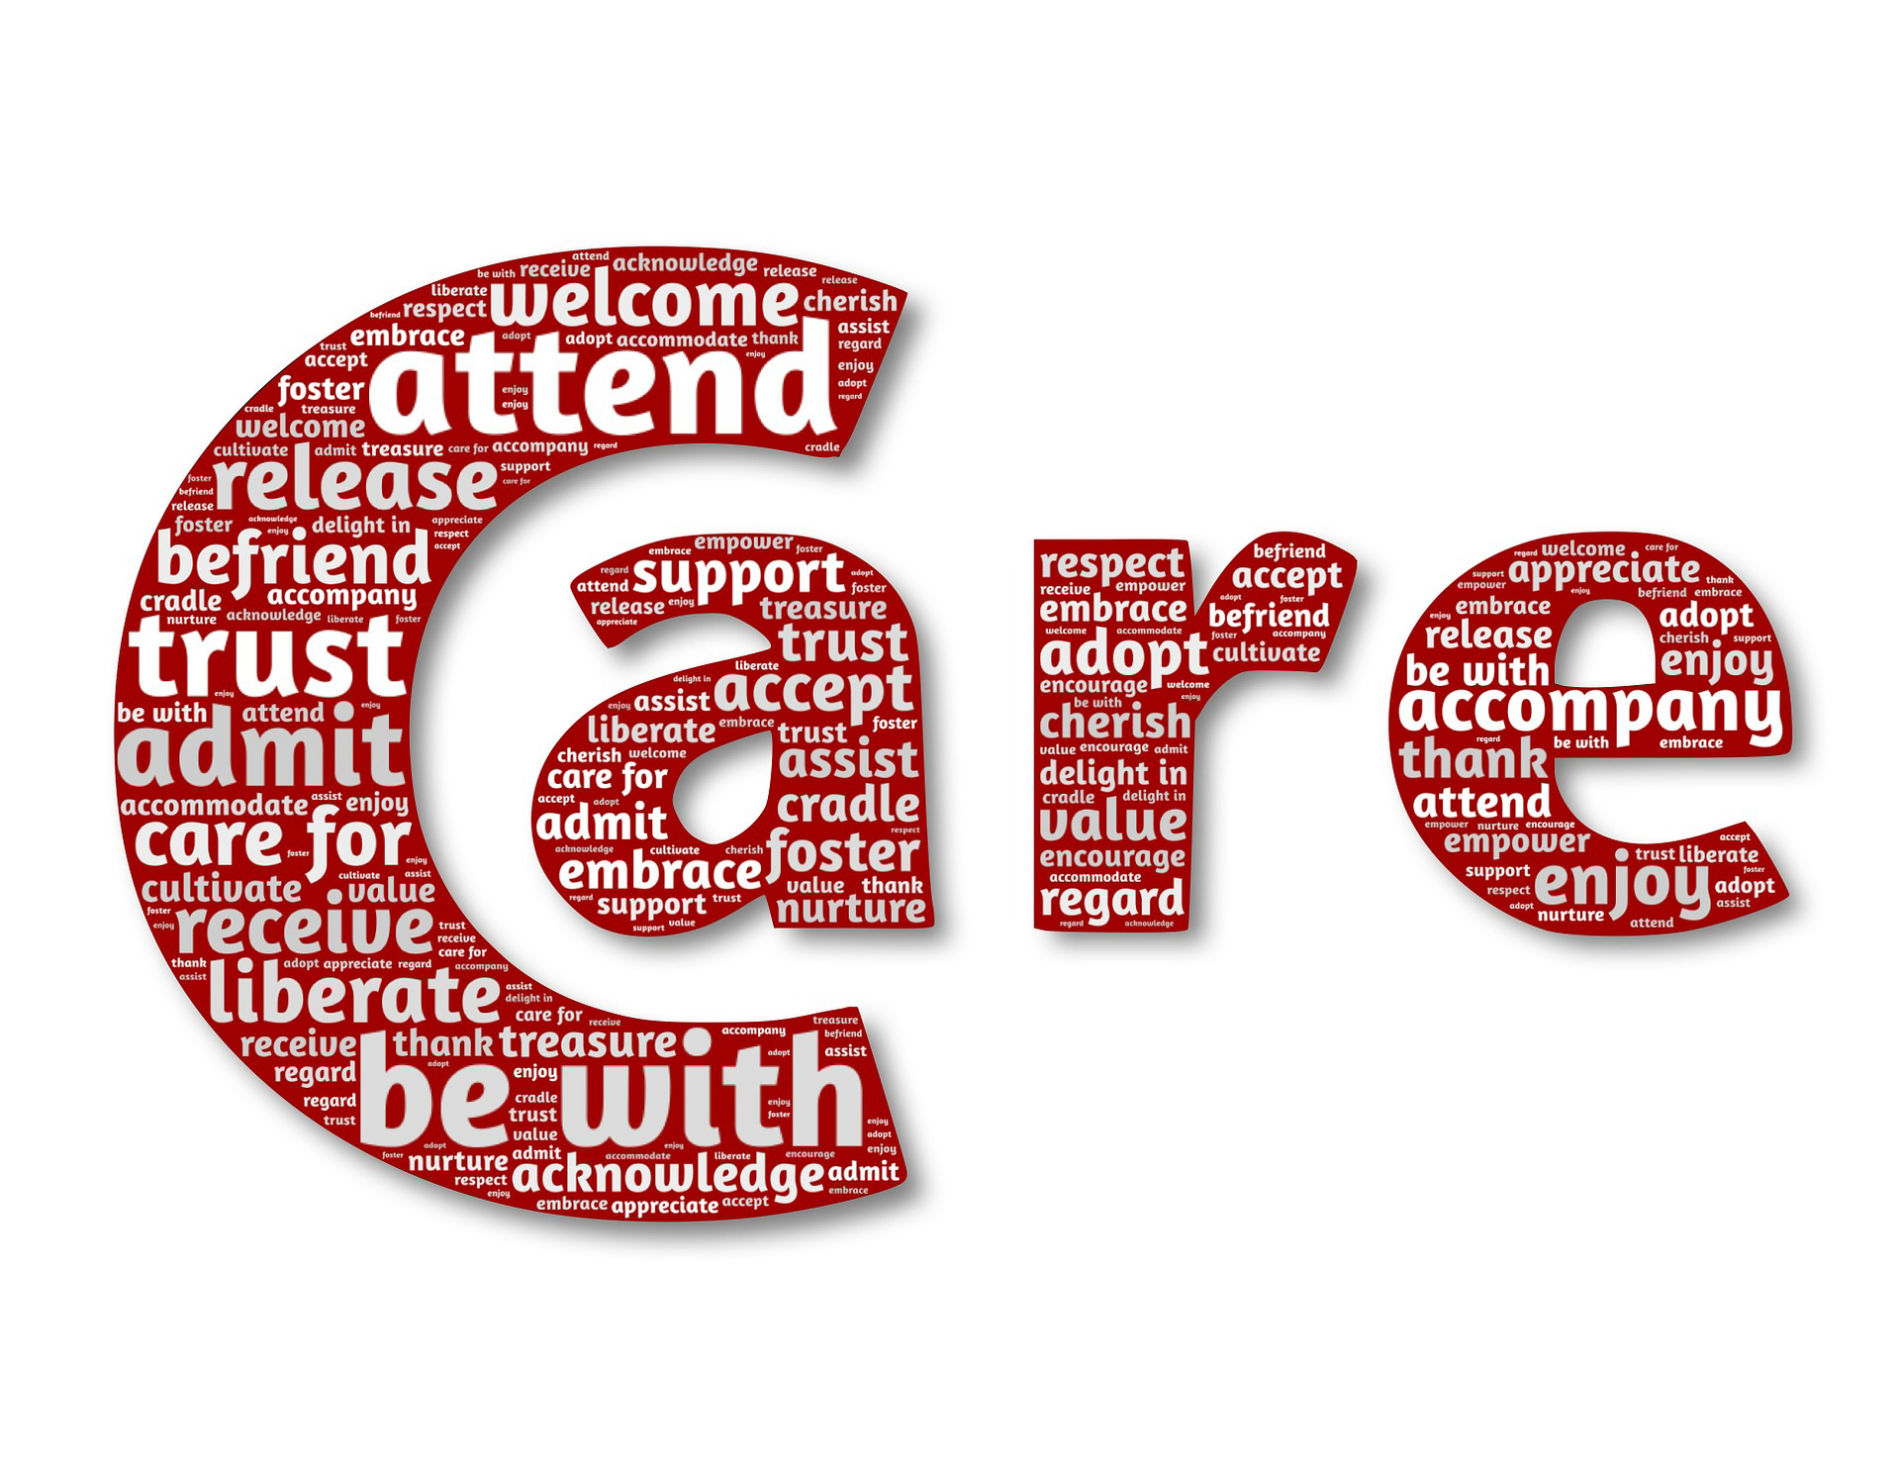 attend
be with receive acknowledge release
liberate welcome release
befriend respect cherish
embrace adopt adopt accommodate thank assist
trust attend enjoy regard
accept enjoy
foster enjoy adopt
cradle treasure enjoy regard
welcome
cultivate admit treasure care for accompany regard cradle
release support
foster care for
befriend
release
foster acknowledge delight in appreciate
enjoy respect
befriend accept
cradle accompany
nurture acknowledge liberate foster
trust
enjoy
be with attend enjoy
admit
accommodate assist enjoy
care for foster enjoy
cultivate cultivate value assist
foster receive trust
enjoy receive
care for
thank adopt appreciate regard accompany
assist liberate assist
delight in
care for receive treasure
receive thank treasure accompany befriend
adopt be with adopt assist
regard enjoy
regard cradle enjoy
trust trust foster enjoy
value adopt
adopt enjoy enjoy
foster nurture admit accommodate liberate encourage
respect acknowledge admit
enjoy embrace
embrace appreciate accept
empower
embrace foster
regard support adopt
attend foster
release enjoy treasure
appreciate
trust
liberate
delight in accept
enjoy assist
liberate embrace trust foster
cherish welcome assist
care for
accept adopt cradle
admit respect
acknowledge cultivate cherish foster
embrace value thank
regard support trust nurture
support value
respect befriend
receive empower accept
embrace adopt foster
befriend
welcome accommodate foster accompany
adopt cultivate
encourage welcome
be with enjoy
cherish
value encourage admit
delight in
cradle delight in
value
encourage
accommodate
regard
regard acknowledge
regard welcome care for
support appreciate thank
empower enjoy befriend embrace
enjoy embrace adopt
release cherish support
be with enjoy
accompany
regard be with embrace
thank
attend
empower nurture encourage accept
empower trust liberate
support enjoy foster
respect adopt
adopt nurture assist
attend